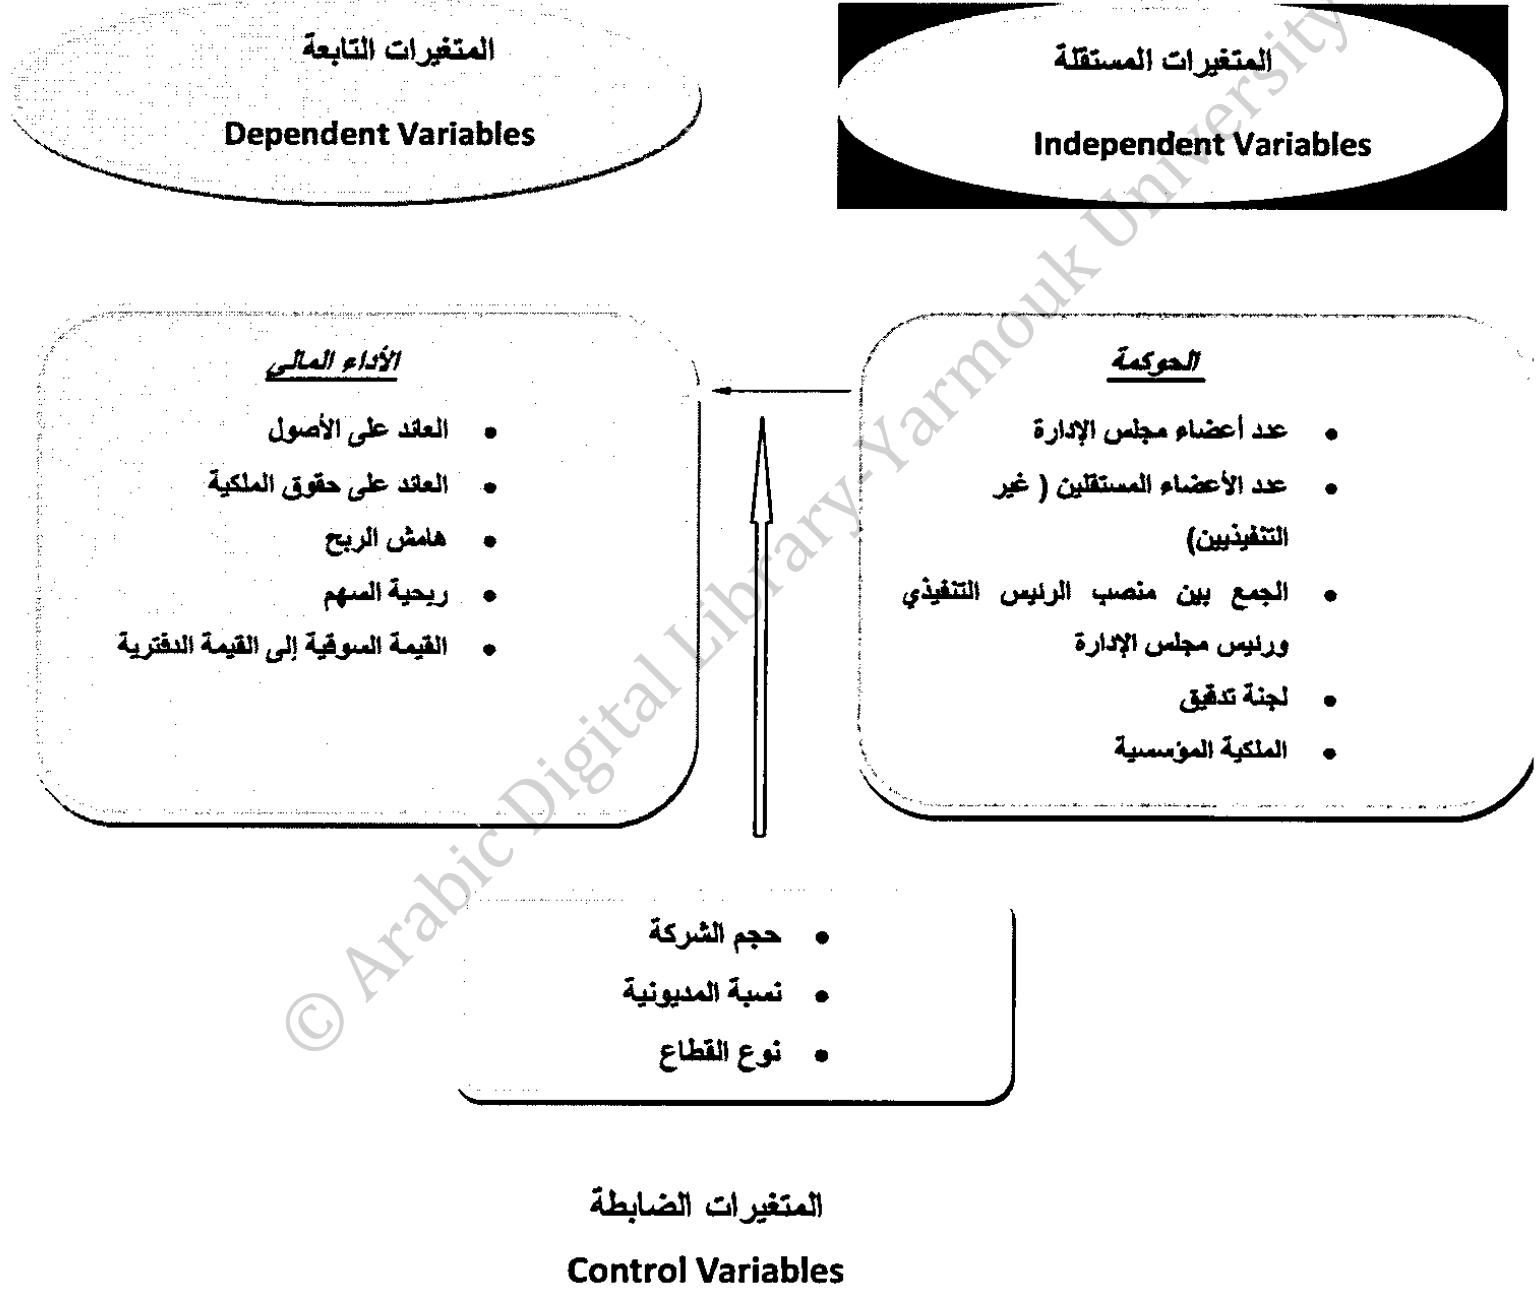 المتغيرات المستقلة
Independent Variables
المتغيرات التابعة
Dependent Variables
الحوكمة
• عدد أعضاء مجلس الإدارة
• عدد الأعضاء المستقلين ( غير
التنفيذيين)
• الجمع بين منصب الرئيس التنفيذي
ورئيس مجلس الإدارة
• لجنة تدقيق
• الملكية المؤسسية
الأداء المالي
• العائد على الأصول
• العائد على حقوق الملكية
• هامش الربح
• ربحية السهم
• القيمة السوقية إلى القيمة الدفترية
• حجم الشركة
• نسبة المديونية
• نوع القطاع
المتغيرات الضابطة
Control Variables
© Arabic Digital Library-Yarmouk University